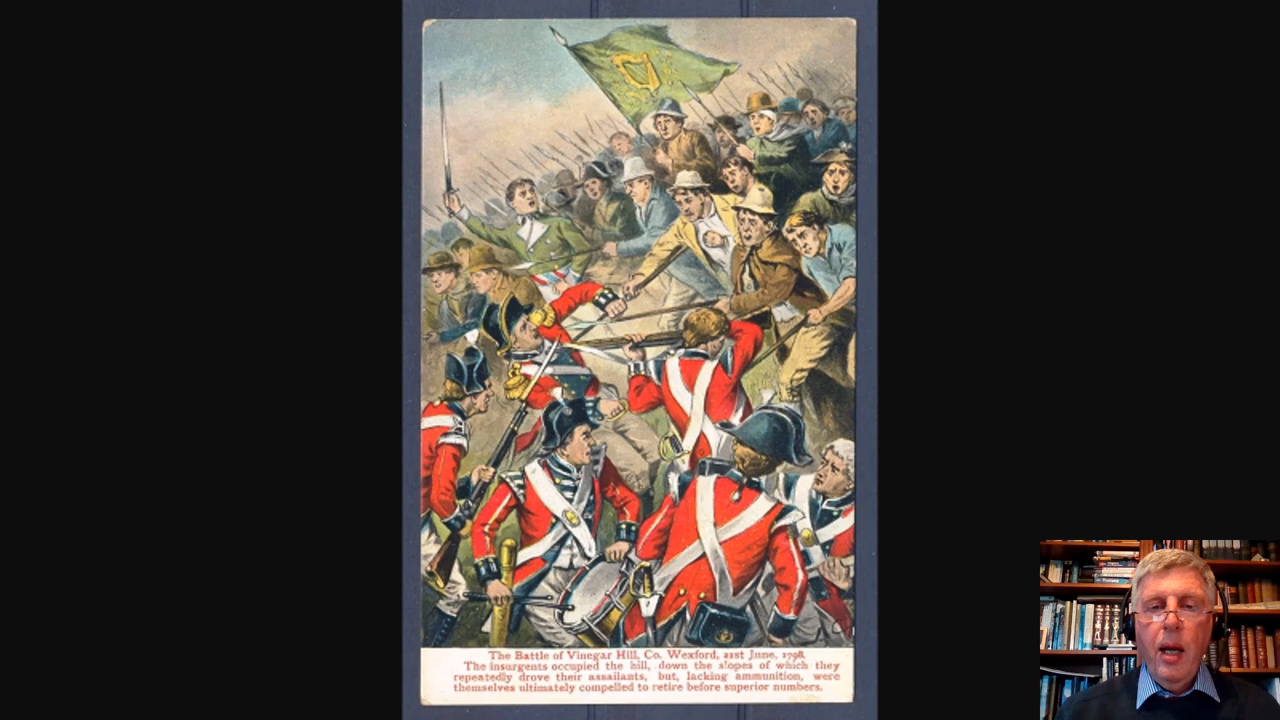 The Battle of Vinegar Hill, Co. Wexford, 21st June, 1798.
The insurgents occupied the hill, down the slopes of which they
repeatedly drove their assailants, but, lacking ammunition, were
themselves ultimately compelled to retire before superior numbers.